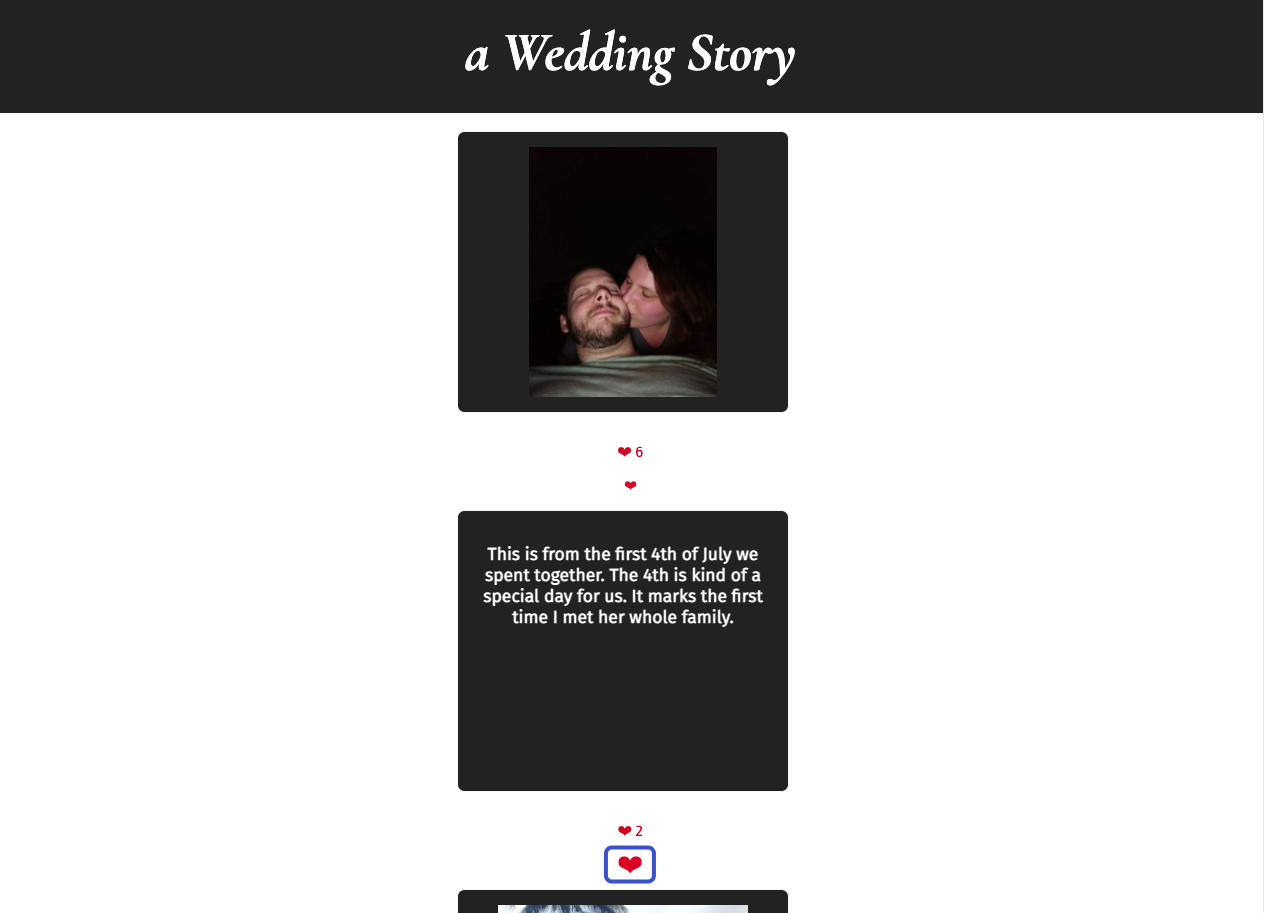 a Wedding Story
❤ 6
❤
This is from the first 4th of July we
spent together. The 4th is kind of a
special day for us. It marks the first
time I met her whole family.
❤ 2
❤